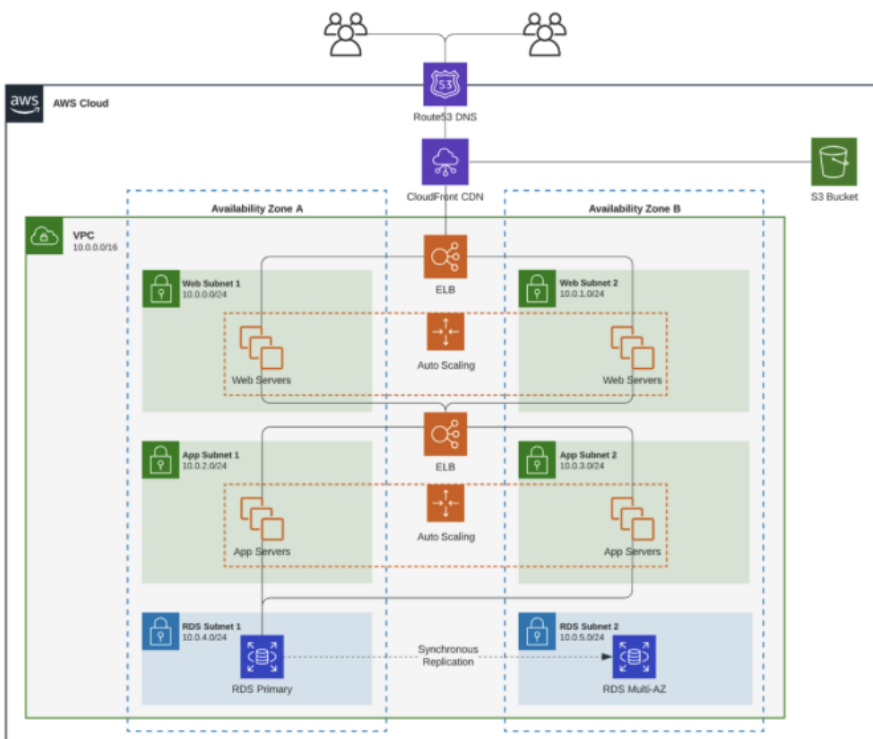 53
Route53 DNS
aws
AWS Cloud
CloudFront CDN
S3 Bucket
Availability Zone A
Availability Zone B
VPC
10.0.0.0/16
ELB
Web Subnet 1
10.0.0.0/24
Web Subnet 2
10.0.1.0/24
Auto Scaling
Web Servers
Web Servers
ELB
App Subnet 1
10.0.2.0/24
App Subnet 2
10.0.3.0/24
Auto Scaling
App Servers
App Servers
RDS Subnet 1
10.0.4.0/24
RDS Subnet 2
10.0.5.0/24
Synchronous
Replication
RDS Primary
RDS Multi-AZ